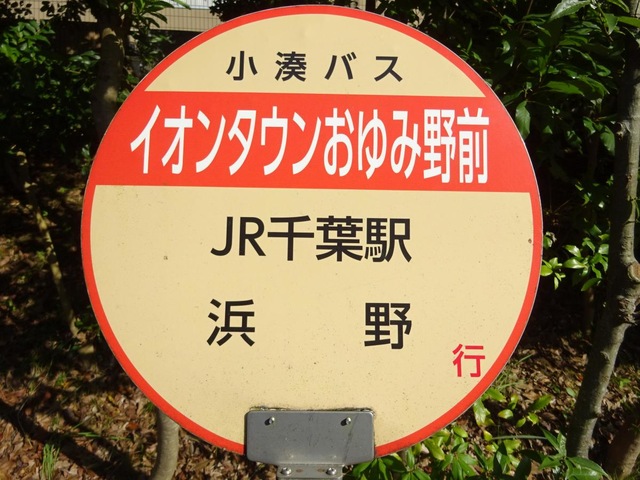 小湊バス
イオンタウンおゆみ野前
JR千葉駅
浜野
行